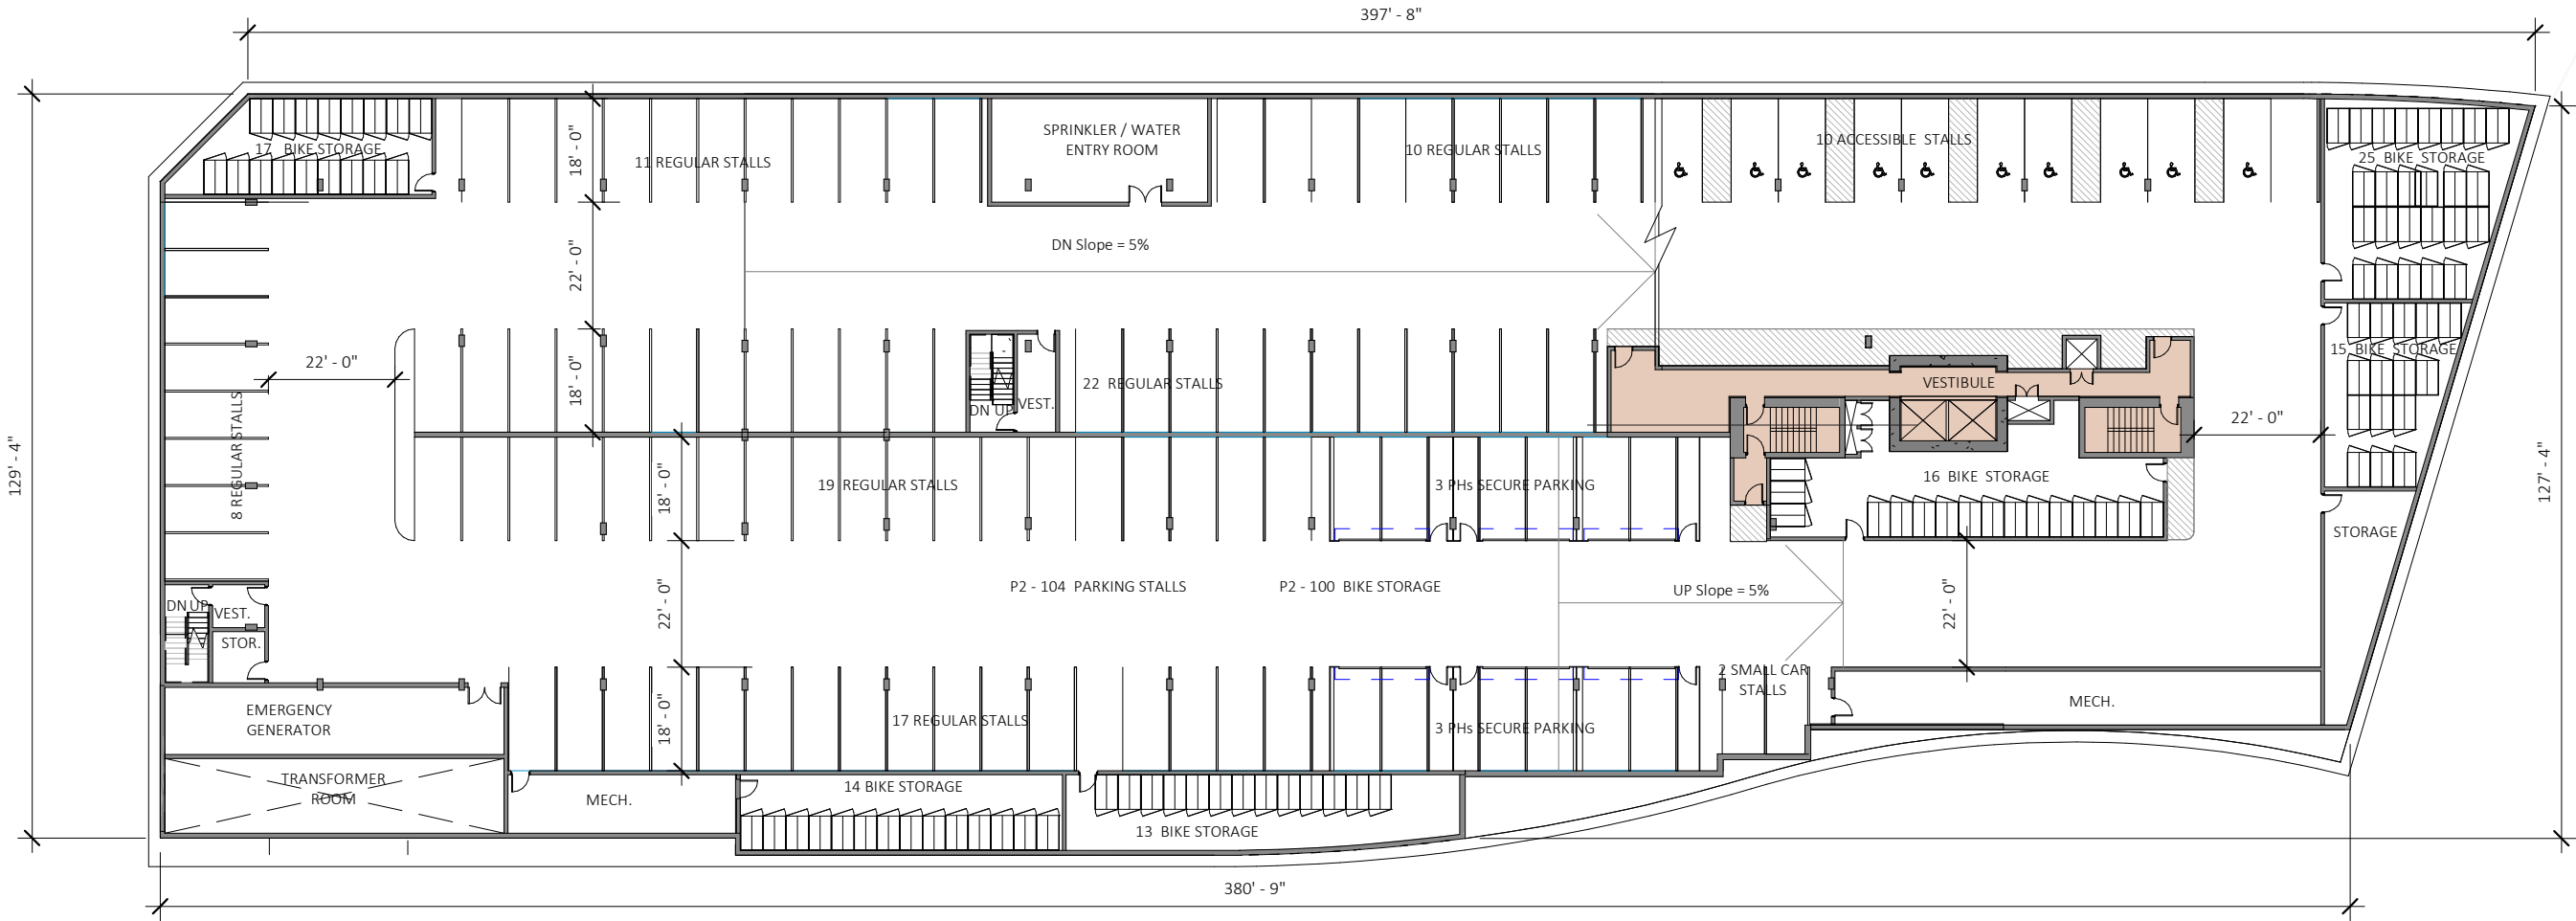 397' - 8"
17 BIKE STORAGE
18' - 0"
11 REGULAR STALLS
SPRINKLER / WATER
ENTRY ROOM
10 REGULAR STALLS
10 ACCESSIBLE STALLS
25 BIKE STORAGE
22' - 0"
DN Slope = 5%
129' - 4"
22' - 0"
8 REGULAR STALLS
18' - 0"
DN UP
VEST.
22 REGULAR STALLS
VESTIBULE
22' - 0"
15 BIKE STORAGE
127' - 4"
18' - 0"
19 REGULAR STALLS
3 PHs SECURE PARKING
16 BIKE STORAGE
STORAGE
22' - 0"
P2 - 104 PARKING STALLS
P2 - 100 BIKE STORAGE
UP Slope = 5%
22' - 0"
DN UP
VEST.
STOR.
EMERGENCY
GENERATOR
18' - 0"
17 REGULAR STALLS
3 PHs SECURE PARKING
2 SMALL CAR
STALLS
MECH.
TRANSFORMER
ROOM
MECH.
14 BIKE STORAGE
13 BIKE STORAGE
380' - 9"